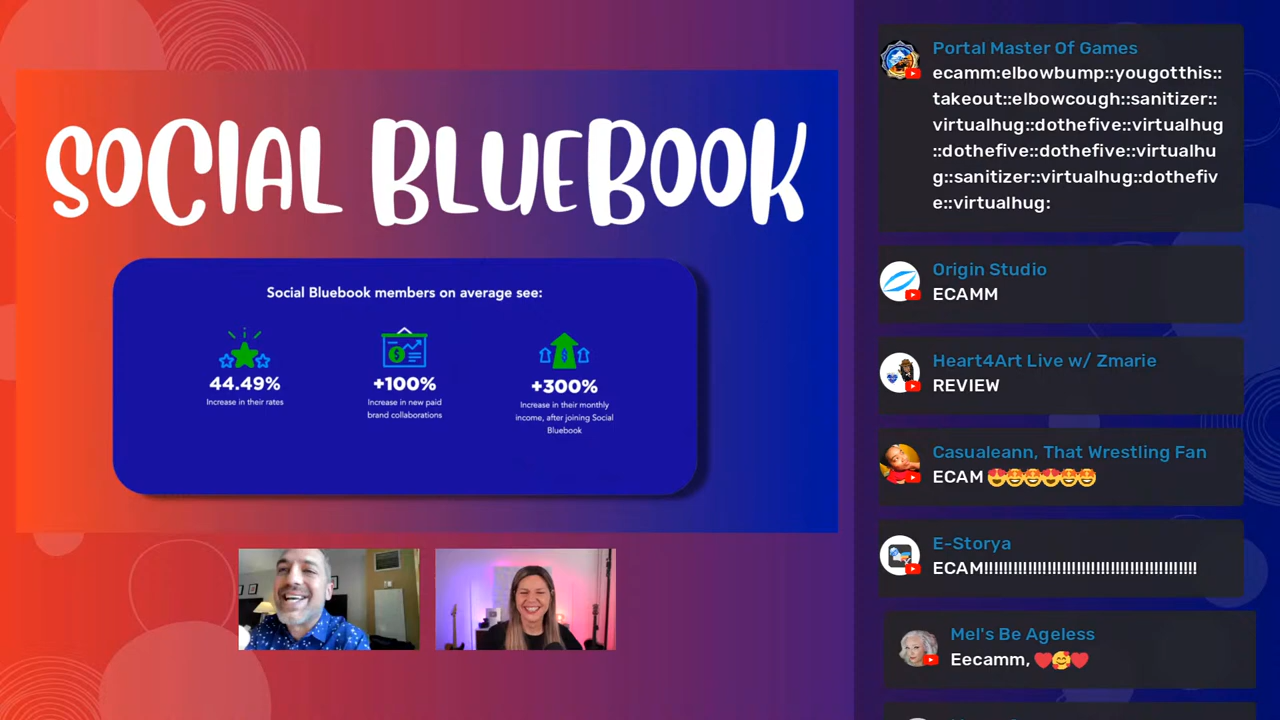 SOCIAL BLUEBOOK
Social Bluebook members on average see:
44.49%
Increase in their rates
+100%
Increase in new paid
brand collaborations
+300%
Increase in their monthly
income, after joining Social
Bluebook
Portal Master Of Games
ecamm:elbowbump::yougotthis::
takeout::elbowcough::sanitizer::
virtualhug::dothefive::virtualhug
::dothefive::dothefive::virtualhu
g::sanitizer::virtualhug::dothefiv
e::virtualhug:
Origin Studio
ECAMM
Heart4Art Live w/ Zmarie
REVIEW
Casualeann, That Wrestling Fan
ECAM 😍🤩🤩😍🤩🤩
E-Storya
ECAM!!!!!!!!!!!!!!!!!!!!!!!!!!!!!!!!!!!!!!!!!!!
Mel's Be Ageless
Eecamm, ❤️🥰❤️